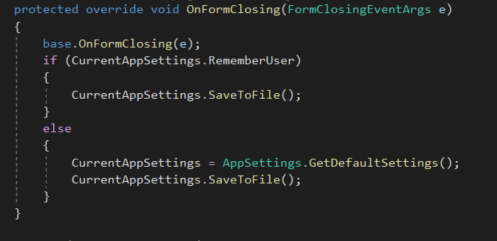 protected override void OnFormClosing(FormClosingEventArgs e)
{
    base.OnFormClosing(e);
    if (CurrentAppSettings.RememberUser)
    {
        CurrentAppSettings.SaveToFile();
    }
    else
    {
        CurrentAppSettings = AppSettings.GetDefaultSettings();
        CurrentAppSettings.SaveToFile();
    }
}